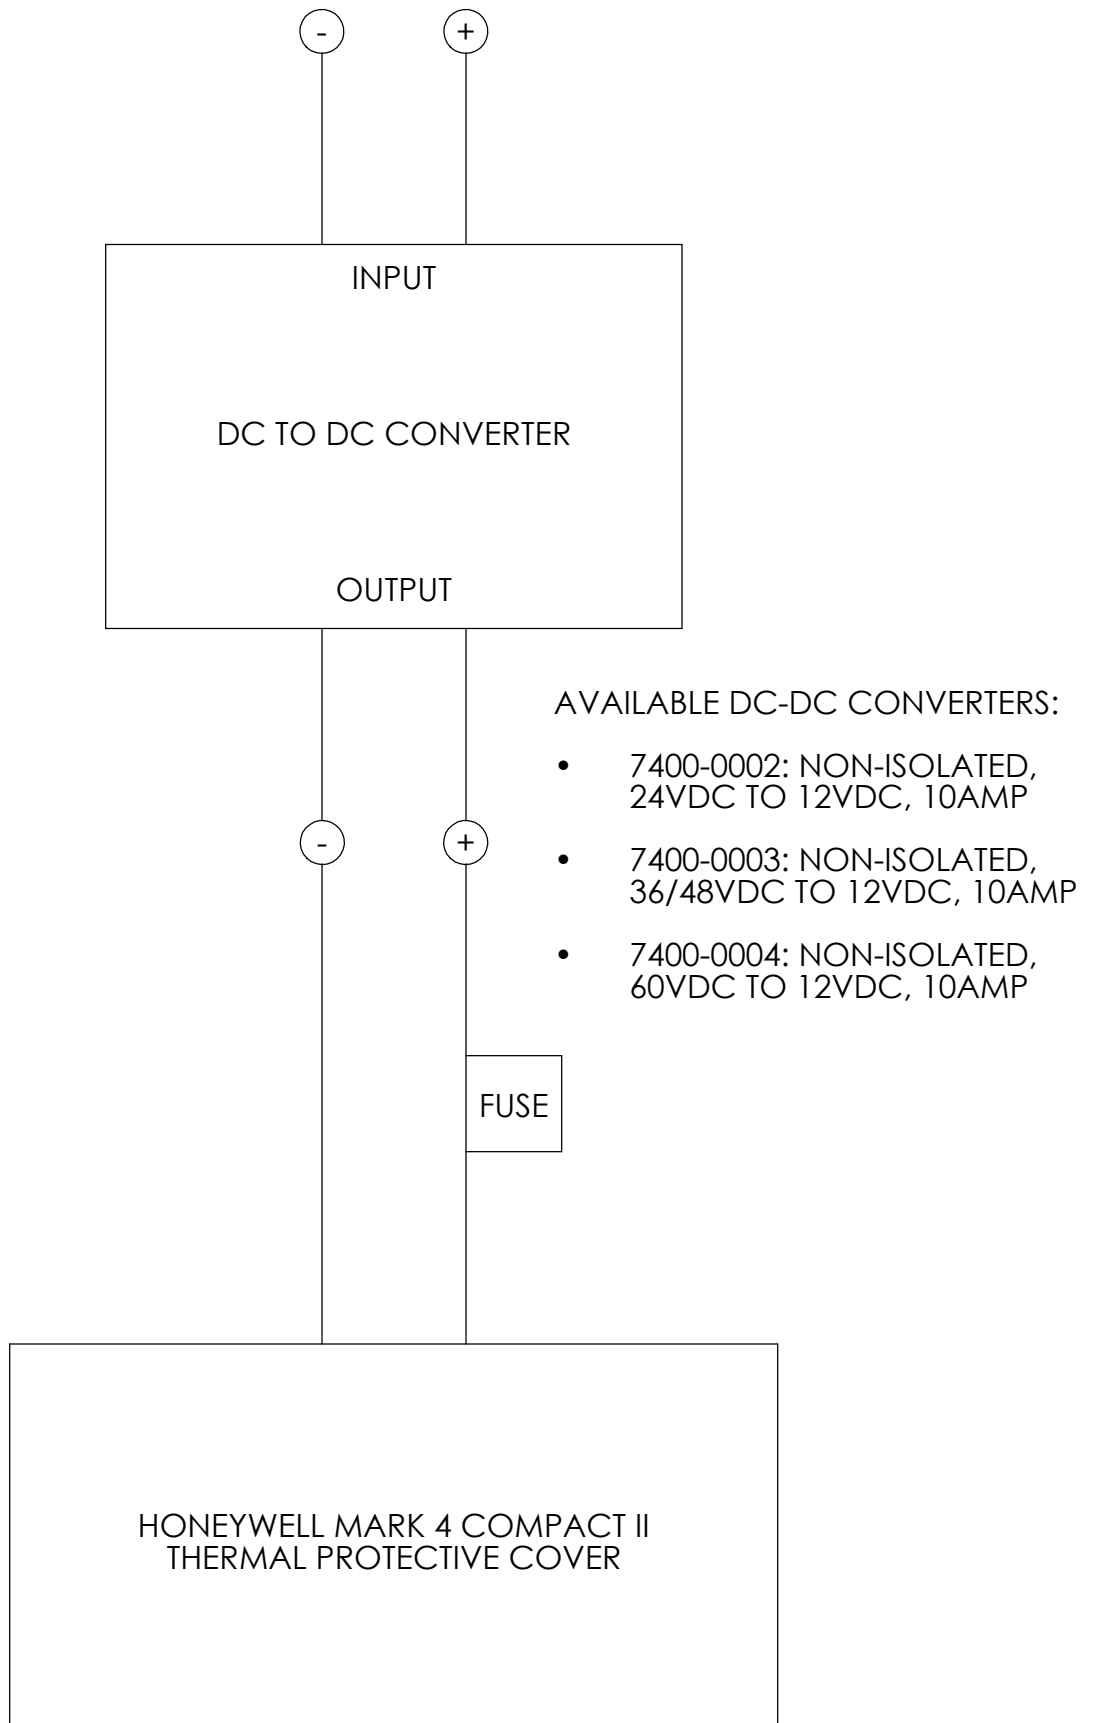 - +
INPUT
DC TO DC CONVERTER
OUTPUT
AVAILABLE DC-DC CONVERTERS:
• 7400-0002: NON-ISOLATED,
24VDC TO 12VDC, 10AMP
- +
• 7400-0003: NON-ISOLATED,
36/48VDC TO 12VDC, 10AMP
• 7400-0004: NON-ISOLATED,
60VDC TO 12VDC, 10AMP
FUSE
HONEYWELL MARK 4 COMPACT II
THERMAL PROTECTIVE COVER